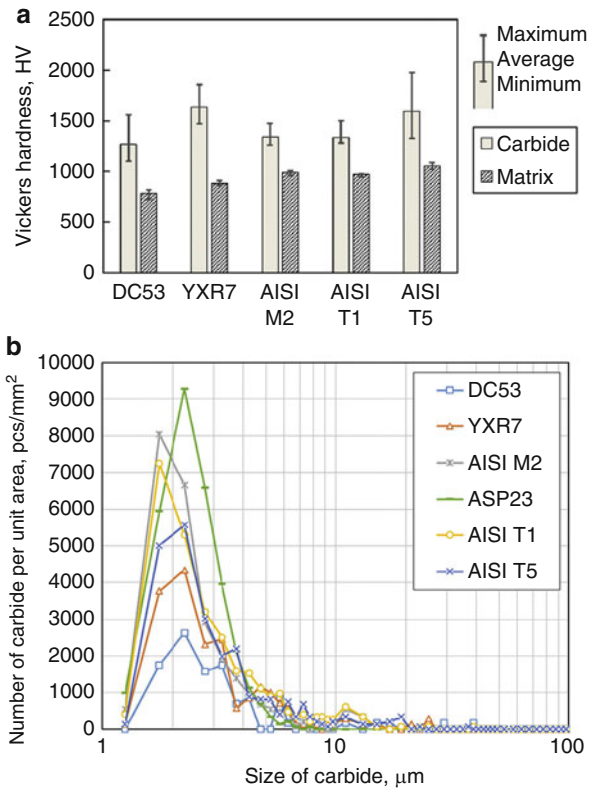 a
2500
2000
1500
1000
500
0
Vickers hardness, HV
DC53
YXR7
AISI
M2
AISI
T1
AISI
T5
Maximum
Average
Minimum
Carbide
Matrix
b
10000
9000
8000
7000
6000
5000
4000
3000
2000
1000
0
Number of carbide per unit area, pcs/mm²
1
10
100
Size of carbide, μm
DC53
YXR7
AISI M2
ASP23
AISI T1
AISI T5